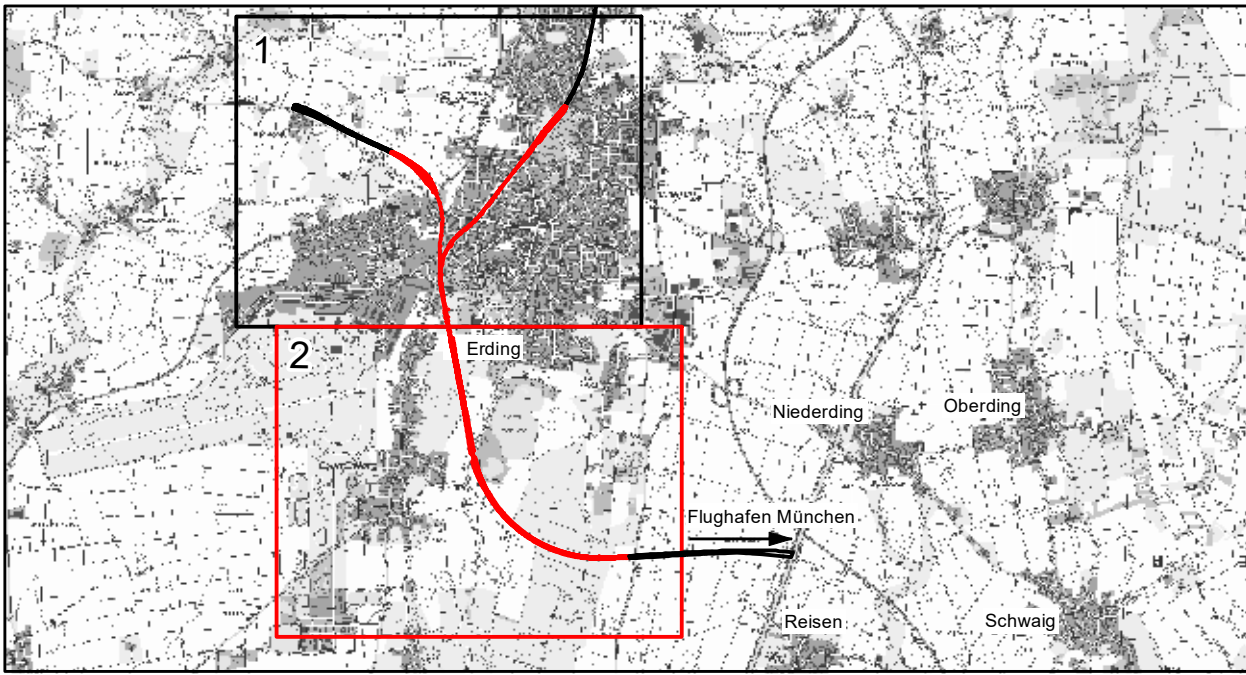 1
2
Erding
Niederding
Oberding
Flughafen München
Reisen
Schwaig